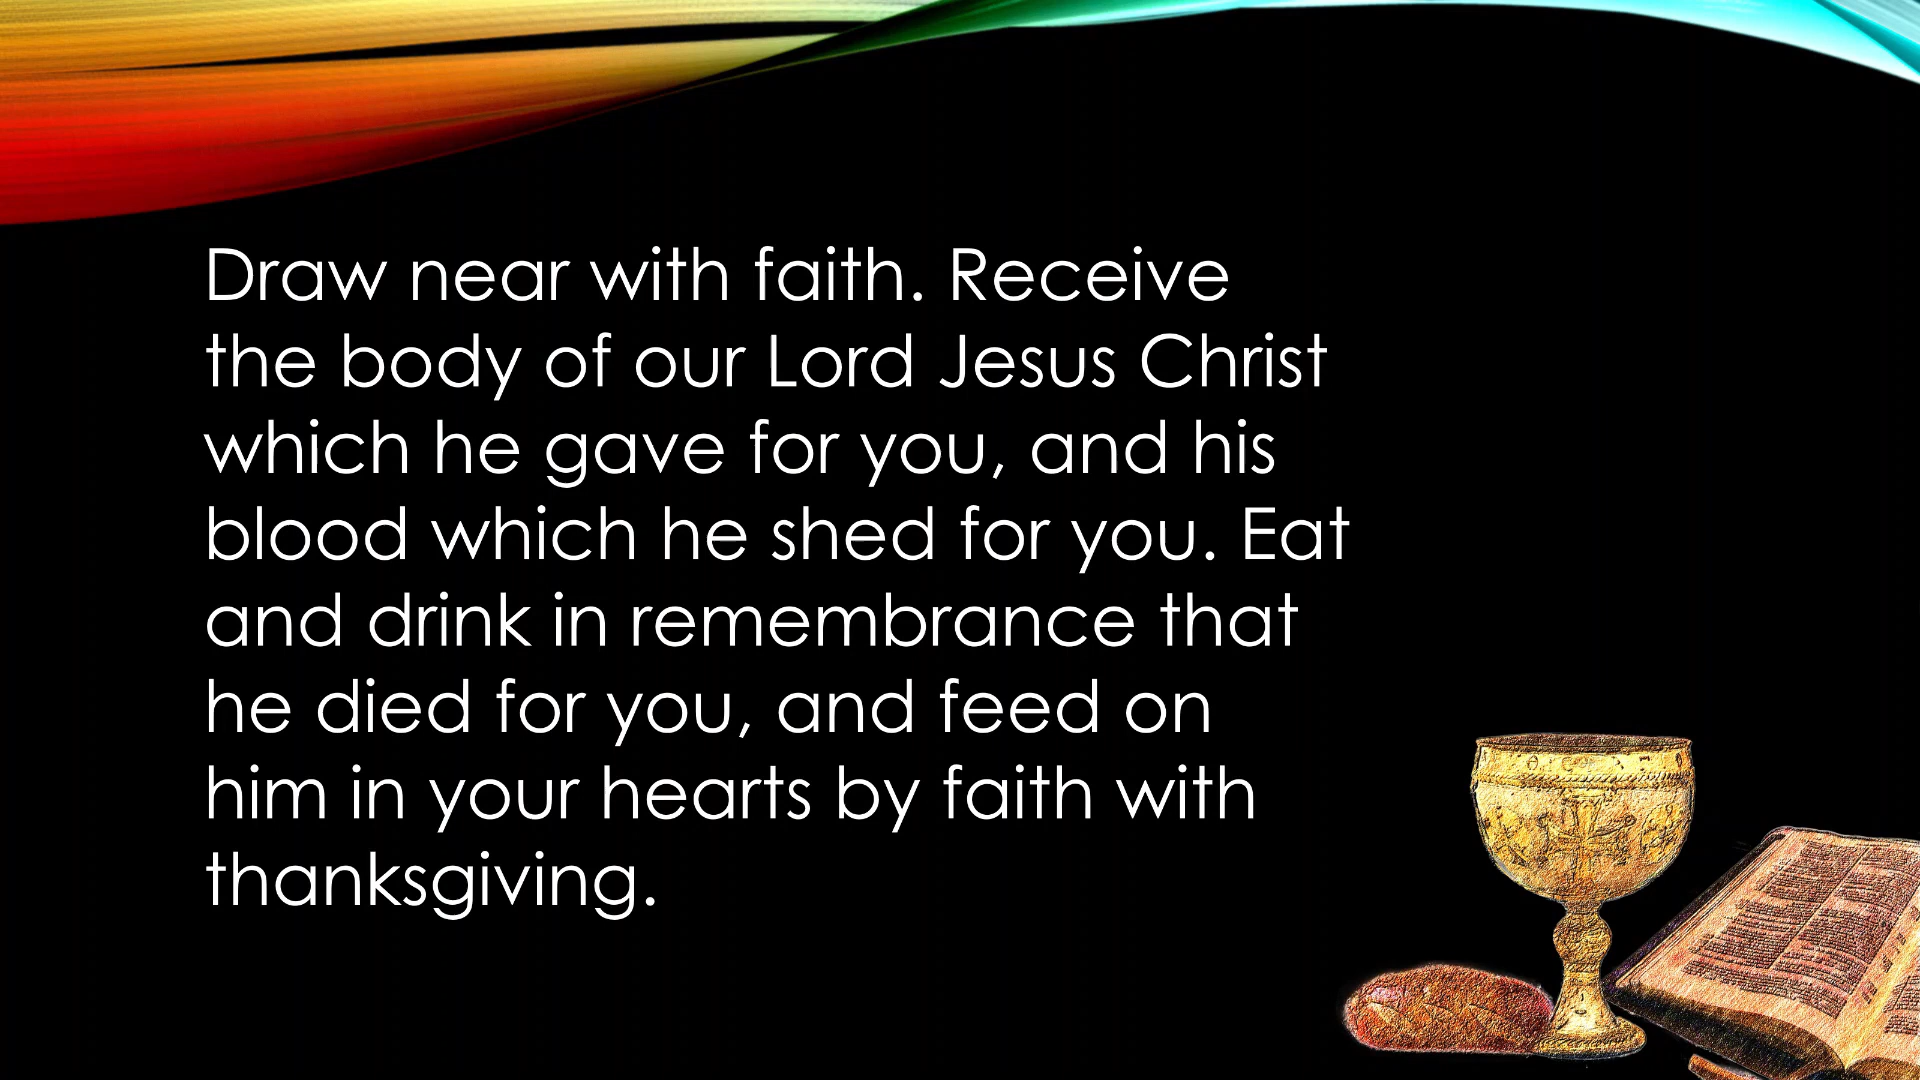 Draw near with faith. Receive
the body of our Lord Jesus Christ
which he gave for you, and his
blood which he shed for you. Eat
and drink in remembrance that
he died for you, and feed on
him in your hearts by faith with
thanksgiving.